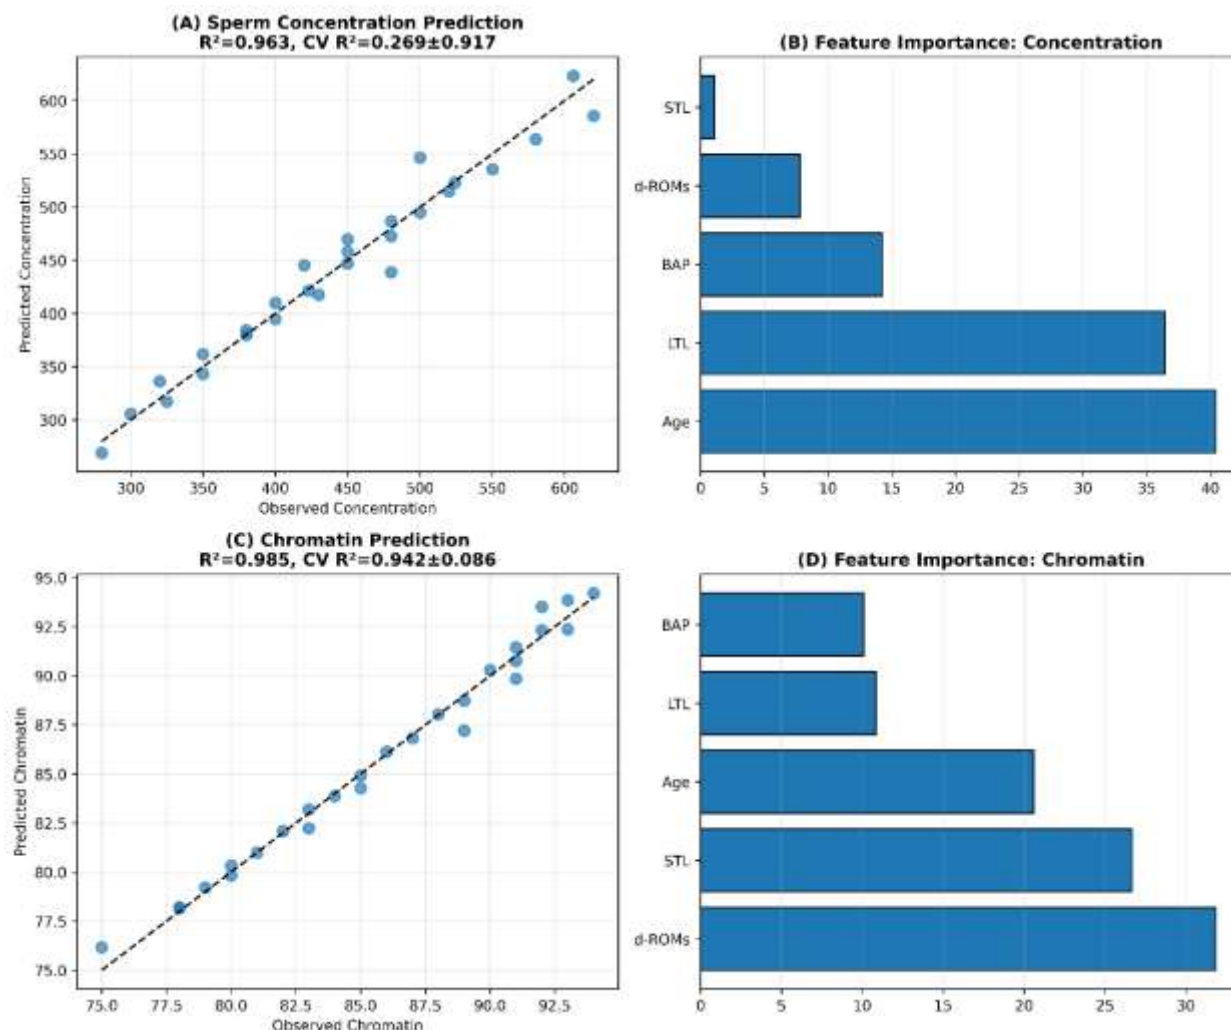 (A) Sperm Concentration Prediction
R²=0.963, CV R²=0.269±0.917
Predicted Concentration
600
550
500
450
400
350
300
300 350 400 450 500 550 600
Observed Concentration
(B) Feature Importance: Concentration
STL
d-ROMs
BAP
LTL
Age
0 5 10 15 20 25 30 35 40
(C) Chromatin Prediction
R²=0.985, CV R²=0.942±0.086
Predicted Chromatin
95.0
92.5
90.0
87.5
85.0
82.5
80.0
77.5
75.0
75.0 77.5 80.0 82.5 85.0 87.5 90.0 92.5
Observed Chromatin
(D) Feature Importance: Chromatin
BAP
LTL
Age
STL
d-ROMs
0 5 10 15 20 25 30